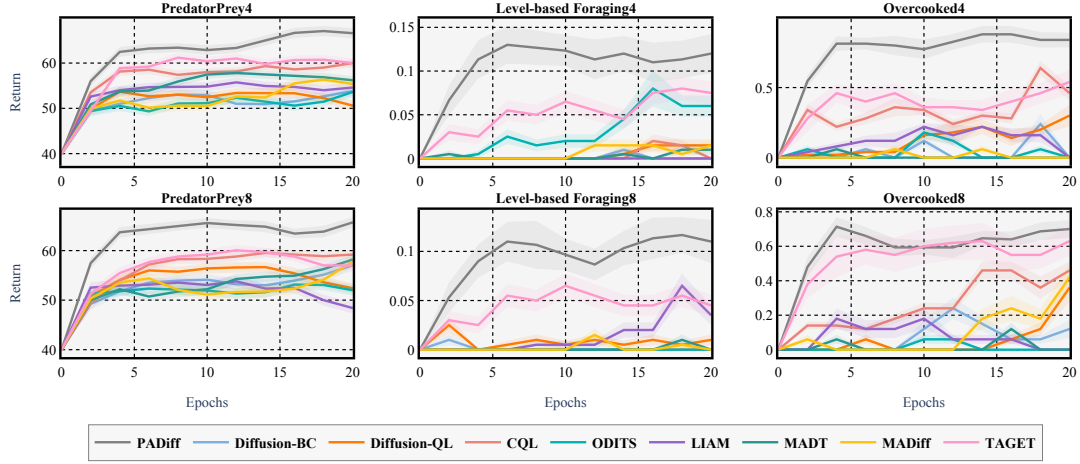 PredatorPrey4 Level-based Foraging4 Overcooked4
Return
60
50
40
0 5 10 15 20
0.15
0.1
0.05
0
0 5 10 15 20
0.5
0
0 5 10 15 20
PredatorPrey8 Level-based Foraging8 Overcooked8
Return
60
50
40
0 5 10 15 20
0.1
0.05
0
0 5 10 15 20
0.8
0.6
0.4
0.2
0
0 5 10 15 20
Epochs Epochs Epochs
PADiff Diffusion-BC Diffusion-QL CQL ODITS LIAM MADT MADiff TAGET